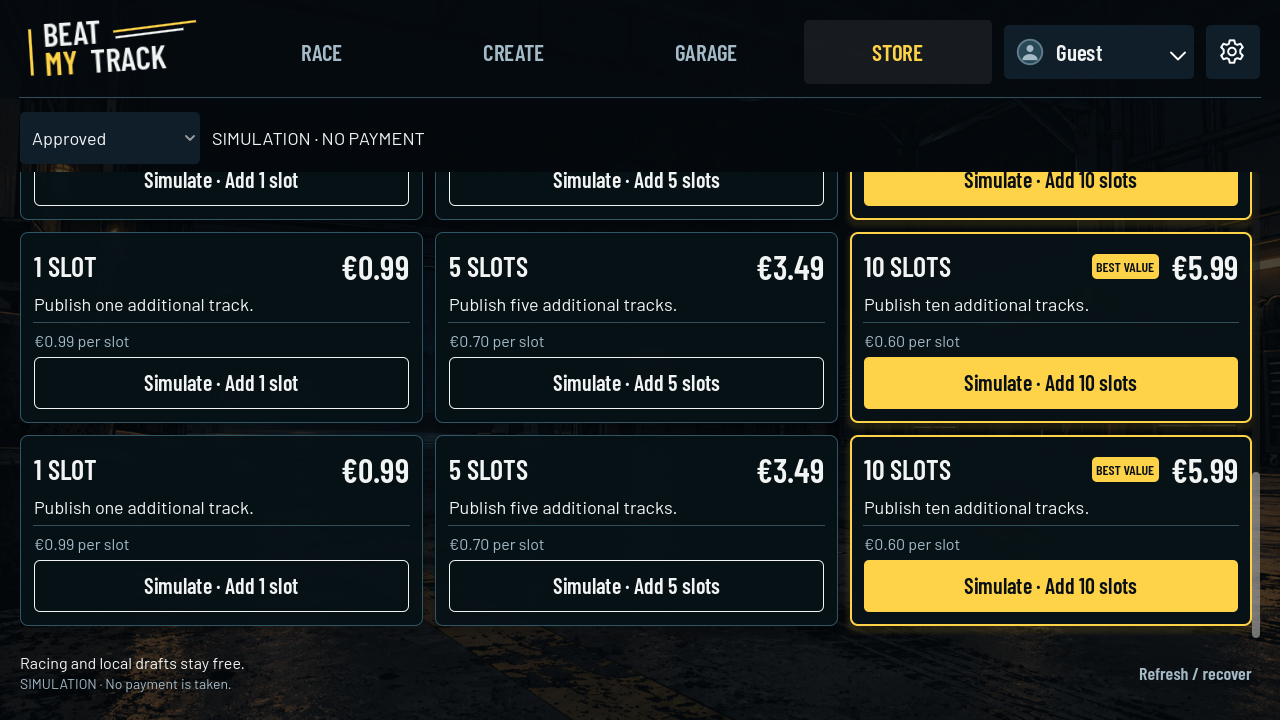 BEAT
MY TRACK
RACE
CREATE
GARAGE
STORE
Guest
Approved
SIMULATION · NO PAYMENT
Simulate · Add 1 slot
Simulate · Add 5 slots
Simulate · Add 10 slots
1 SLOT
€0.99
Publish one additional track.
€0.99 per slot
Simulate · Add 1 slot
5 SLOTS
€3.49
Publish five additional tracks.
€0.70 per slot
Simulate · Add 5 slots
10 SLOTS
BEST VALUE
€5.99
Publish ten additional tracks.
€0.60 per slot
Simulate · Add 10 slots
1 SLOT
€0.99
Publish one additional track.
€0.99 per slot
Simulate · Add 1 slot
5 SLOTS
€3.49
Publish five additional tracks.
€0.70 per slot
Simulate · Add 5 slots
10 SLOTS
BEST VALUE
€5.99
Publish ten additional tracks.
€0.60 per slot
Simulate · Add 10 slots
Racing and local drafts stay free.
SIMULATION · No payment is taken.
Refresh / recover